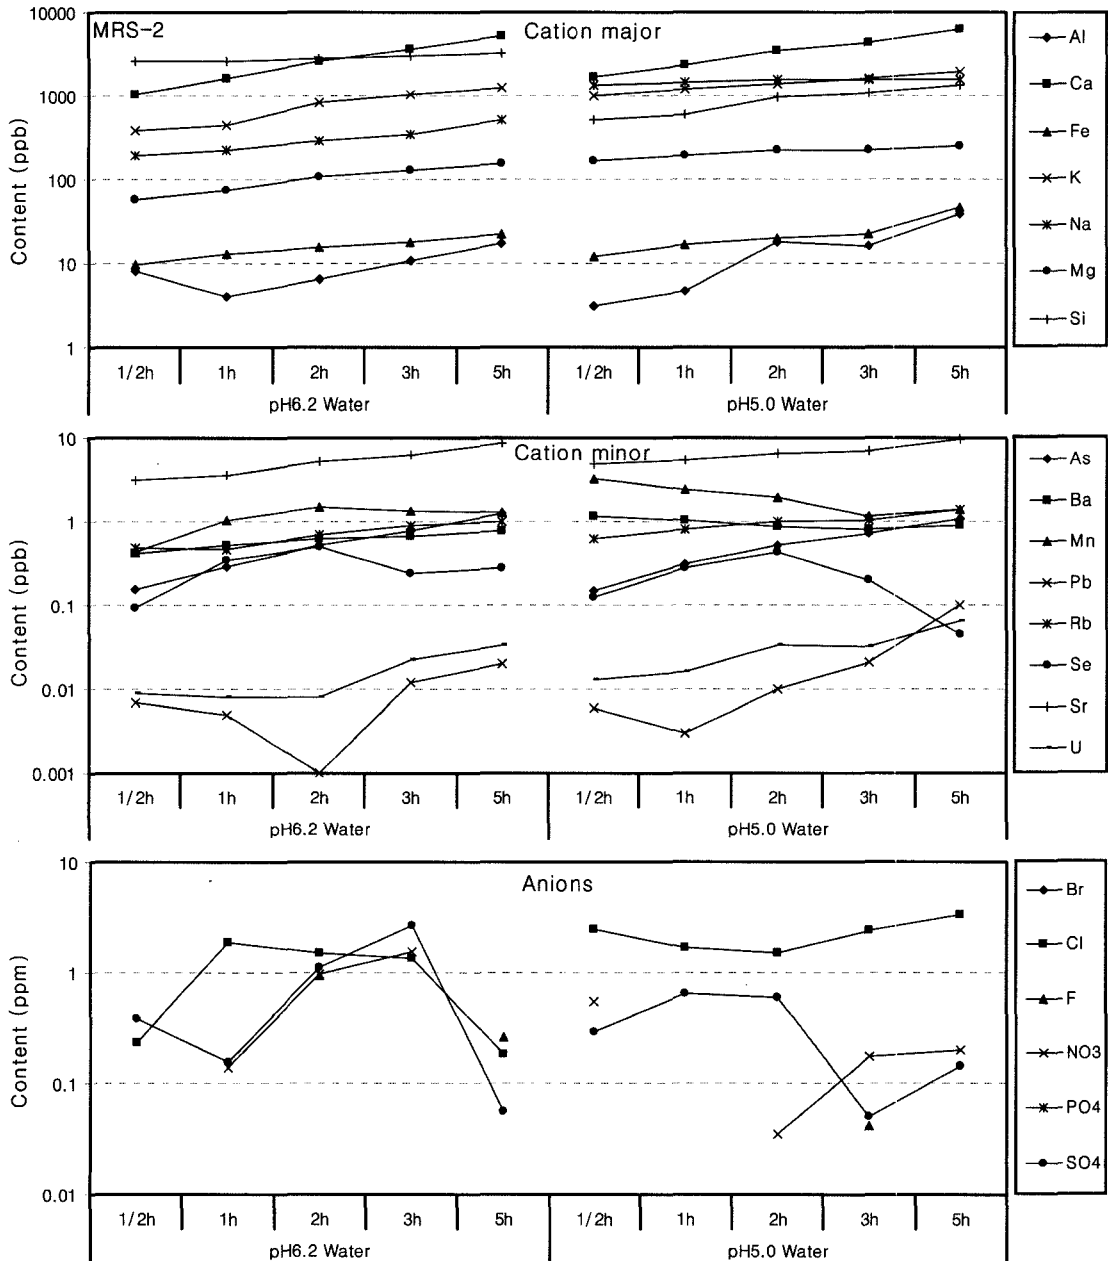 MRS-2
Cation major
Content (ppb)
10000
1000
100
10
1
1/2h 1h 2h 3h 5h 1/2h 1h 2h 3h 5h
pH6.2 Water pH5.0 Water
Al
Ca
Fe
K
Na
Mg
Si
Cation minor
Content (ppb)
10
1
0.1
0.01
0.001
1/2h 1h 2h 3h 5h 1/2h 1h 2h 3h 5h
pH6.2 Water pH5.0 Water
As
Ba
Mn
Pb
Rb
Se
Sr
U
Anions
Content (ppm)
10
1
0.1
0.01
1/2h 1h 2h 3h 5h 1/2h 1h 2h 3h 5h
pH6.2 Water pH5.0 Water
Br
Cl
F
NO3
PO4
SO4